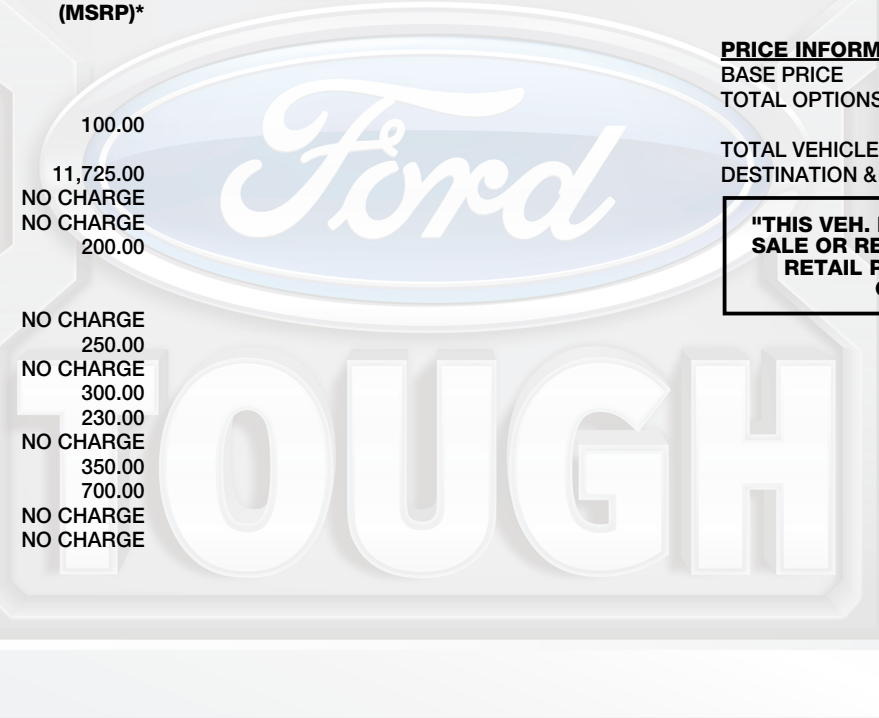 (MSRP)*
100.00
11,725.00
NO CHARGE
NO CHARGE
200.00
NO CHARGE
250.00
NO CHARGE
300.00
230.00
NO CHARGE
350.00
700.00
NO CHARGE
NO CHARGE
PRICE INFORM
BASE PRICE
TOTAL OPTIONS
TOTAL VEHICLE
DESTINATION &
"THIS VEH.
SALE OR RE
RETAIL P
Ford
TOUGH